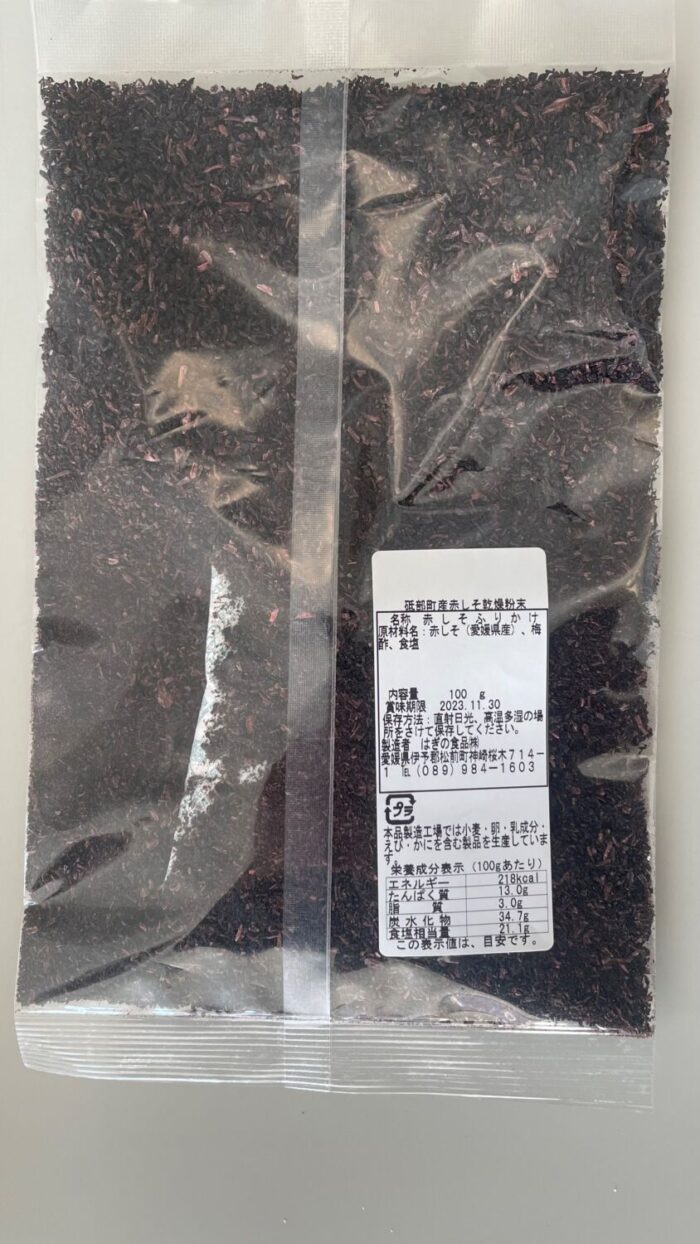 砥部町産赤しそ乾燥粉末
名称 赤しそふりかけ
原材料名：赤しそ（愛媛県産）、梅
酢、食塩
内容量 100 g
賞味期限 2023.11.30
保存方法：直射日光、高温多湿の場
所をさけて保存してください。
製造者 はぎの食品㈱
愛媛県伊予郡松前町神崎桜木714－
1 ℡(089)984－1603
プラ
本品製造工場では小麦・卵・乳成分・
えび・かにを含む製品を生産していま
す。
栄養成分表示（100gあたり）
エネルギー 218kcal
たんぱく質 13.0g
脂質 3.0g
炭水化物 34.7g
食塩相当量 21.1g
この表示値は、目安です。